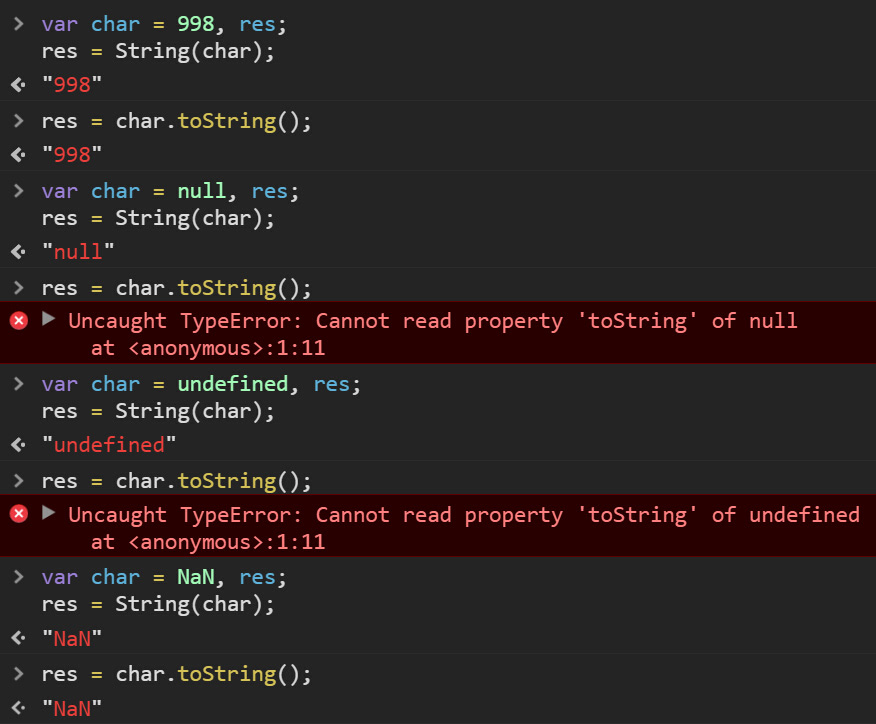 > var char = 998, res;
res = String(char);
"998"
> res = char.toString();
"998"
> var char = null, res;
res = String(char);
"null"
> res = char.toString();
Uncaught TypeError: Cannot read property 'toString' of null
at <anonymous>:1:11
> var char = undefined, res;
res = String(char);
"undefined"
> res = char.toString();
Uncaught TypeError: Cannot read property 'toString' of undefined
at <anonymous>:1:11
> var char = NaN, res;
res = String(char);
"NaN"
> res = char.toString();
"NaN"